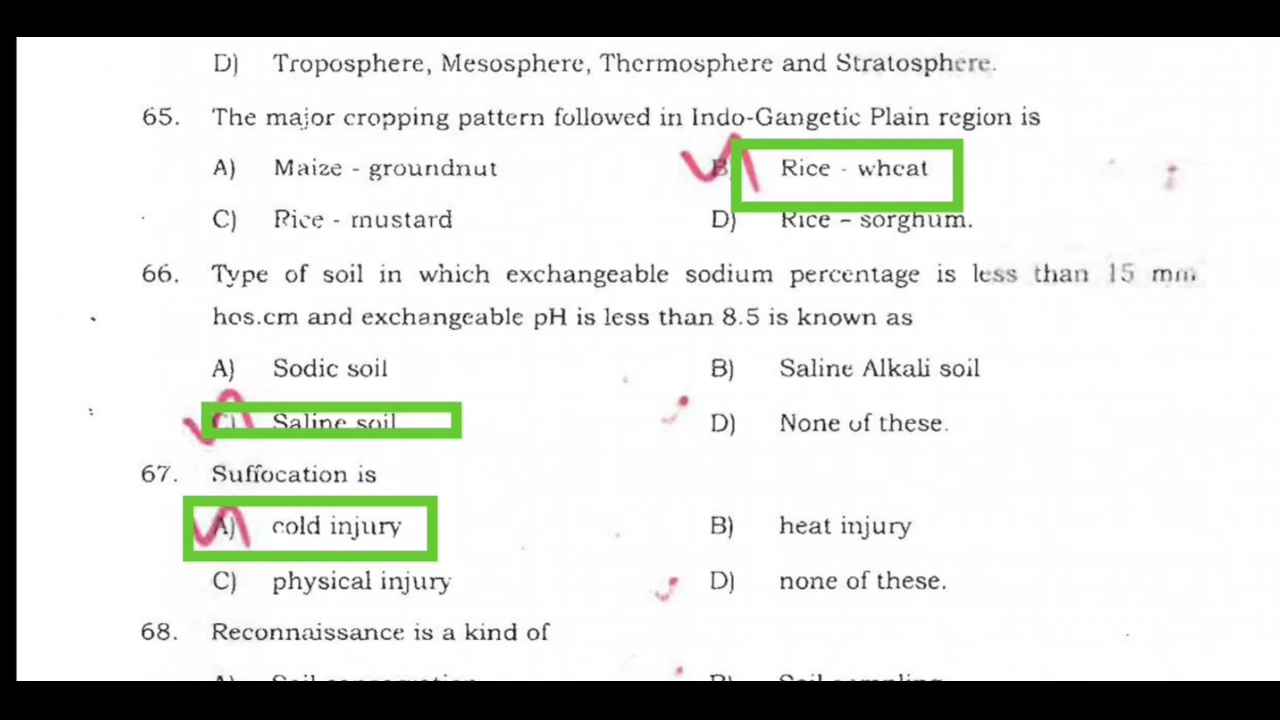 D) Troposphere, Mesosphere, Thermosphere and Stratosphere.
65. The major cropping pattern followed in Indo-Gangetic Plain region is
A) Maize - groundnut B) Rice - wheat
C) Rice - mustard D) Rice – sorghum.
66. Type of soil in which exchangeable sodium percentage is less than 15 mm
hos.cm and exchangeable pH is less than 8.5 is known as
A) Sodic soil B) Saline Alkali soil
C) Saline soil D) None of these.
67. Suffocation is
A) cold injury B) heat injury
C) physical injury D) none of these.
68. Reconnaissance is a kind of
A) Soil conservation B) Soil sampling